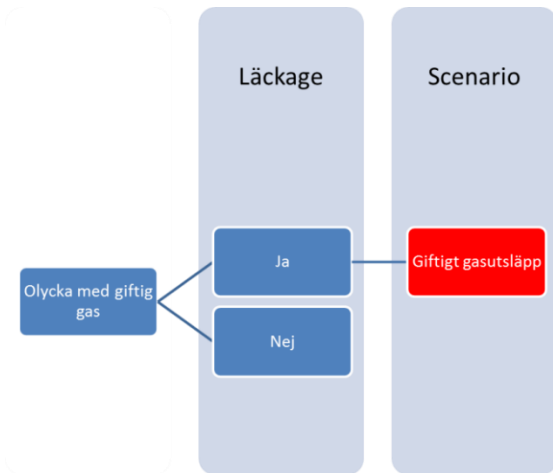 Läckage
Scenario
Olycka med giftig
gas
Ja
Nej
Giftigt gasutsläpp